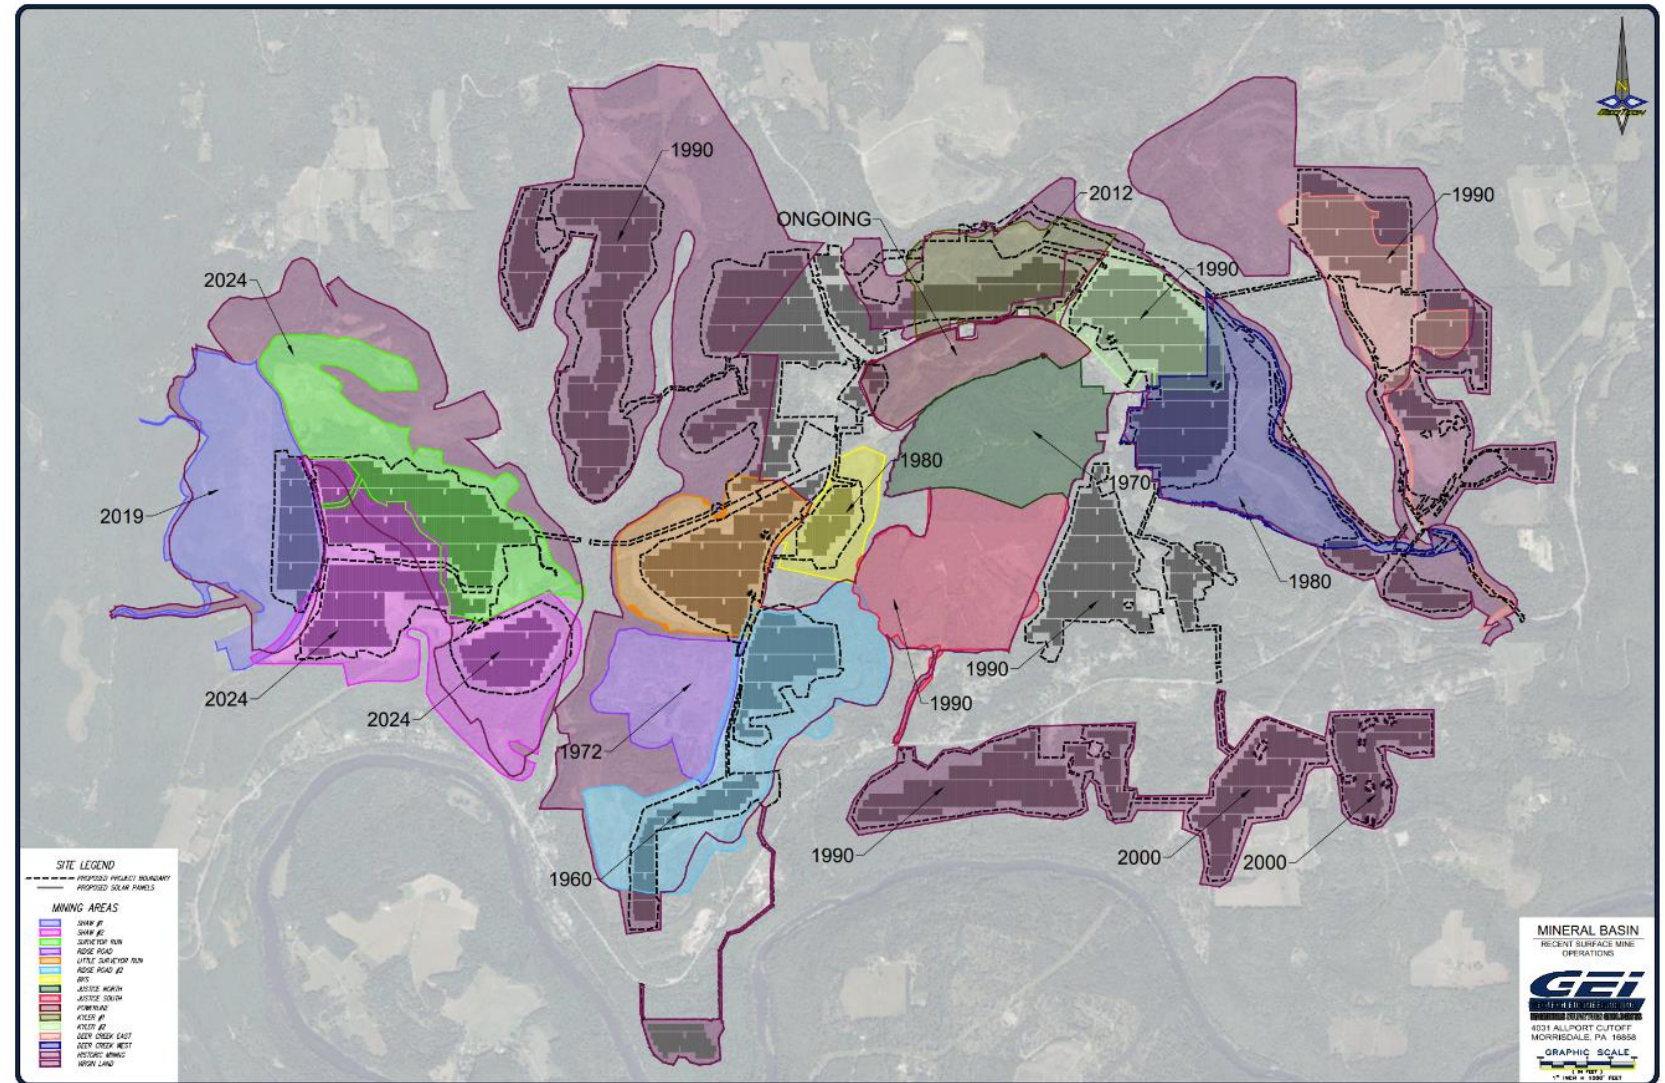 1990
2012
ONGOING
1990
1990
2024
1980
1970
2019
1980
1990
1990
2024
2024
1972
1990
2000
2000
1960
SITE LEGEND
PROPOSED PROJECT BOUNDARY
PROPOSED SOLAR PANELS
MINING AREAS
SHAW #1
SHAW #2
SURVEYOR RUN
RIDGE ROAD
LITTLE SURVEYOR RUN
RIDGE ROAD #2
JUSTICE NORTH
JUSTICE SOUTH
POWERLINE
KYLER #1
KYLER #2
DEER CREEK EAST
DEER CREEK WEST
HISTORIC MINING
VIRGIN LAND
N
MINERAL BASIN
RECENT SURFACE MINE
OPERATIONS
GEI
4031 ALLPORT CUTOFF
MORRISDALE, PA 16858
GRAPHIC SCALE
( IN FEET )